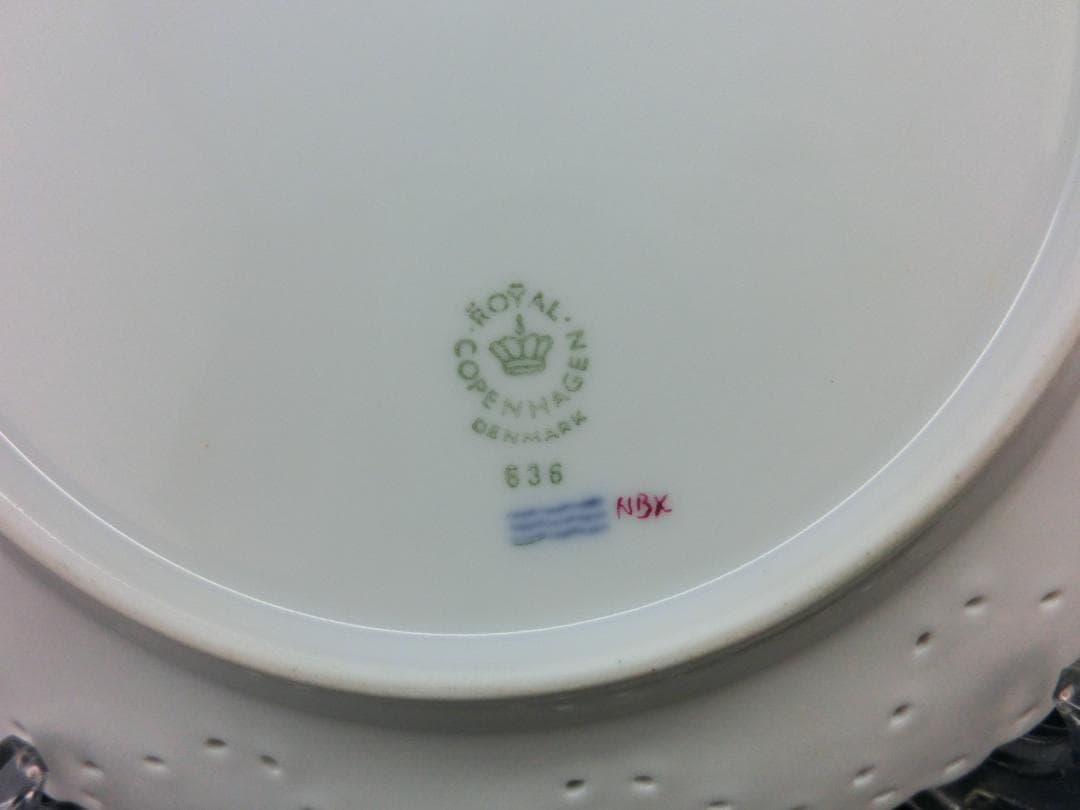 ROYAL
COPENHAGEN
DENMARK
636
NBX